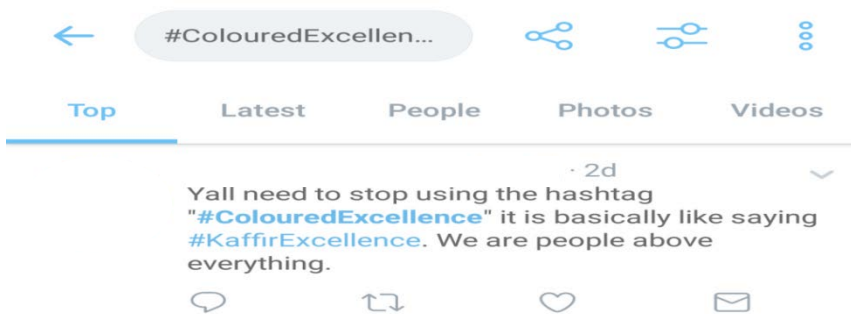 #ColouredExcellen...
Top Latest People Photos Videos
· 2d
Yall need to stop using the hashtag
"#ColouredExcellence" it is basically like saying
#KaffirExcellence. We are people above
everything.